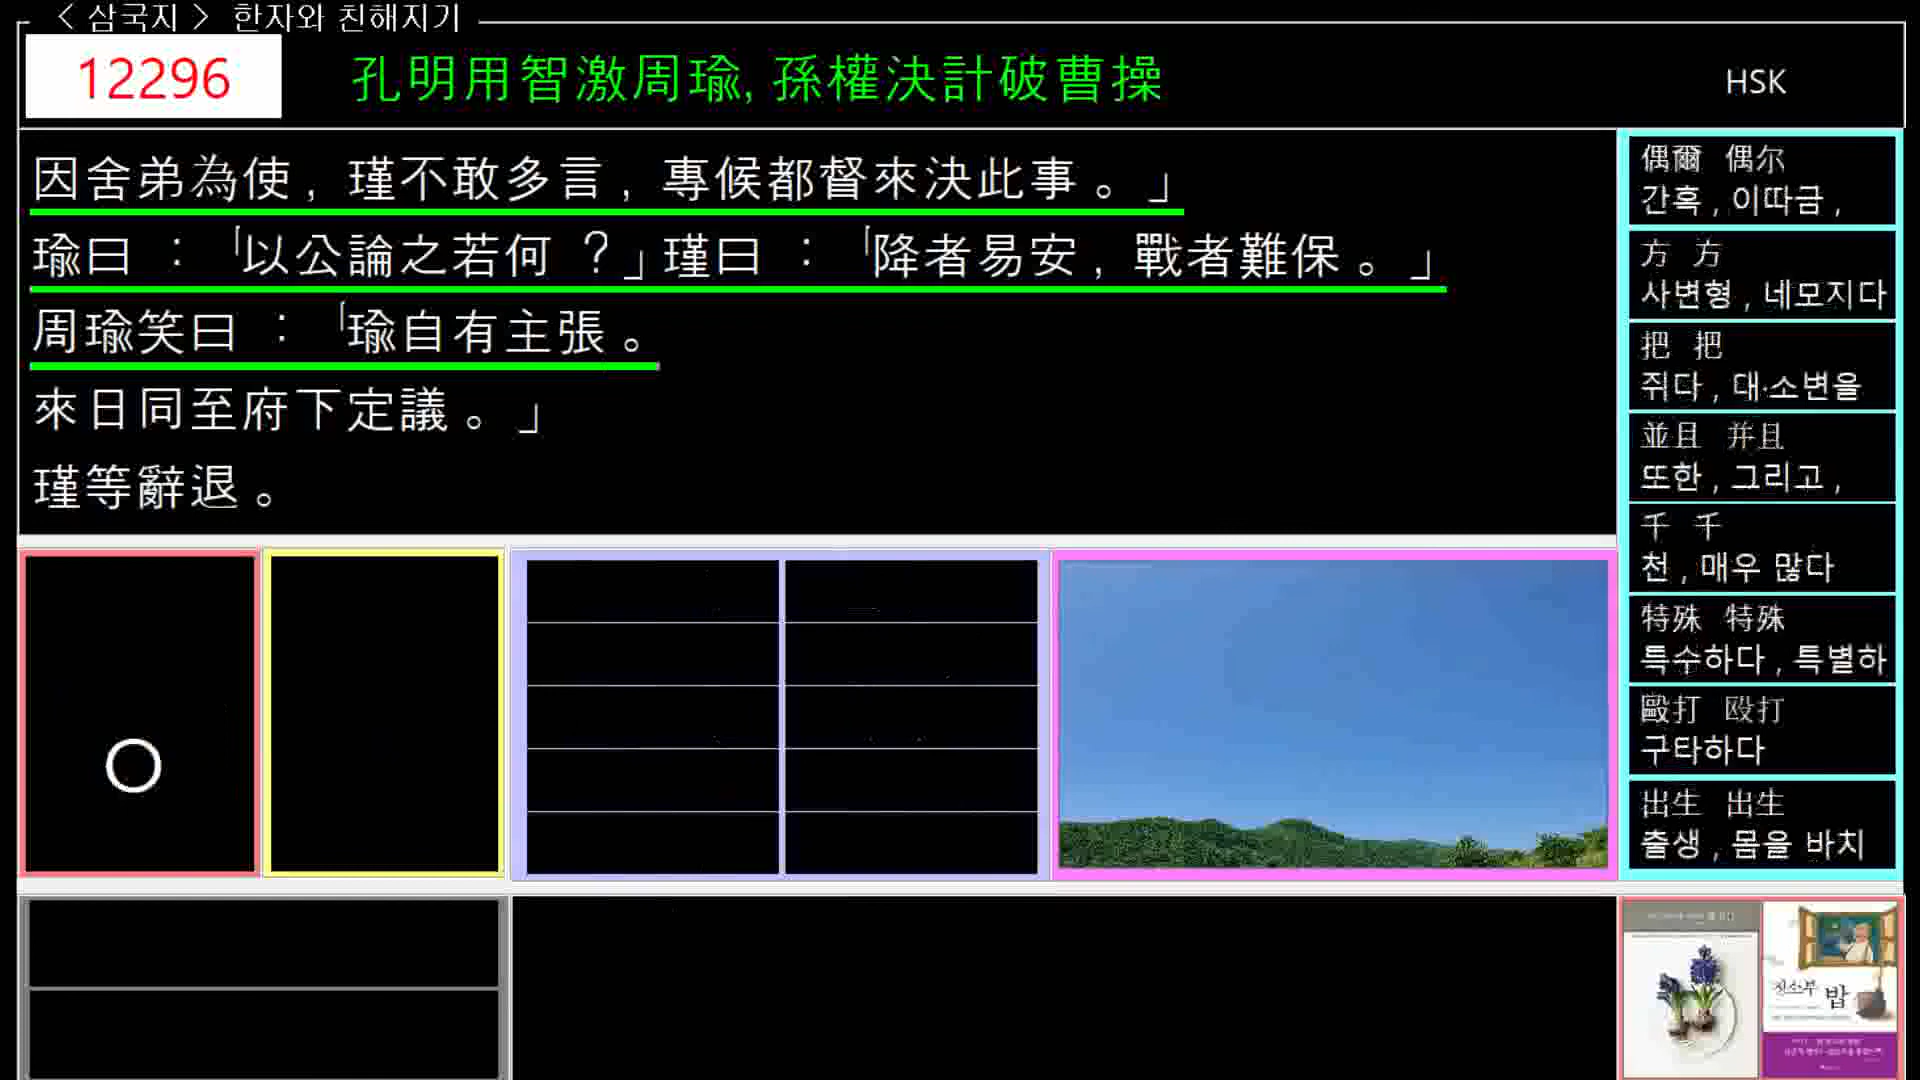 < 삼국지 > 한자와 친해지기
12296
孔明用智激周瑜, 孫權決計破曹操
HSK
因舍弟為使，瑾不敢多言，專候都督來決此事。」
瑜曰：「以公論之若何？」瑾曰：「降者易安，戰者難保。」
周瑜笑曰：「瑜自有主張。
來日同至府下定議。」
瑾等辭退。
偶爾 偶尔
간혹 , 이따금 ,
方 方
사변형 , 네모지다
把 把
쥐다 , 대·소변을
並且 并且
또한 , 그리고 ,
千 千
천 , 매우 많다
特殊 特殊
특수하다 , 특별하
毆打 殴打
구타하다
出生 出生
출생 , 몸을 바치
밥